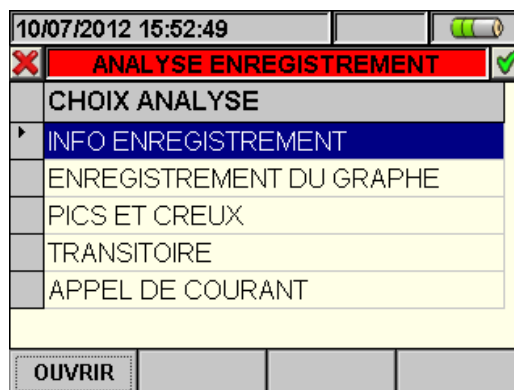 10/07/2012 15:52:49
ANALYSE ENREGISTREMENT
CHOIX ANALYSE
INFO ENREGISTREMENT
ENREGISTREMENT DU GRAPHE
PICS ET CREUX
TRANSITOIRE
APPEL DE COURANT
OUVRIR